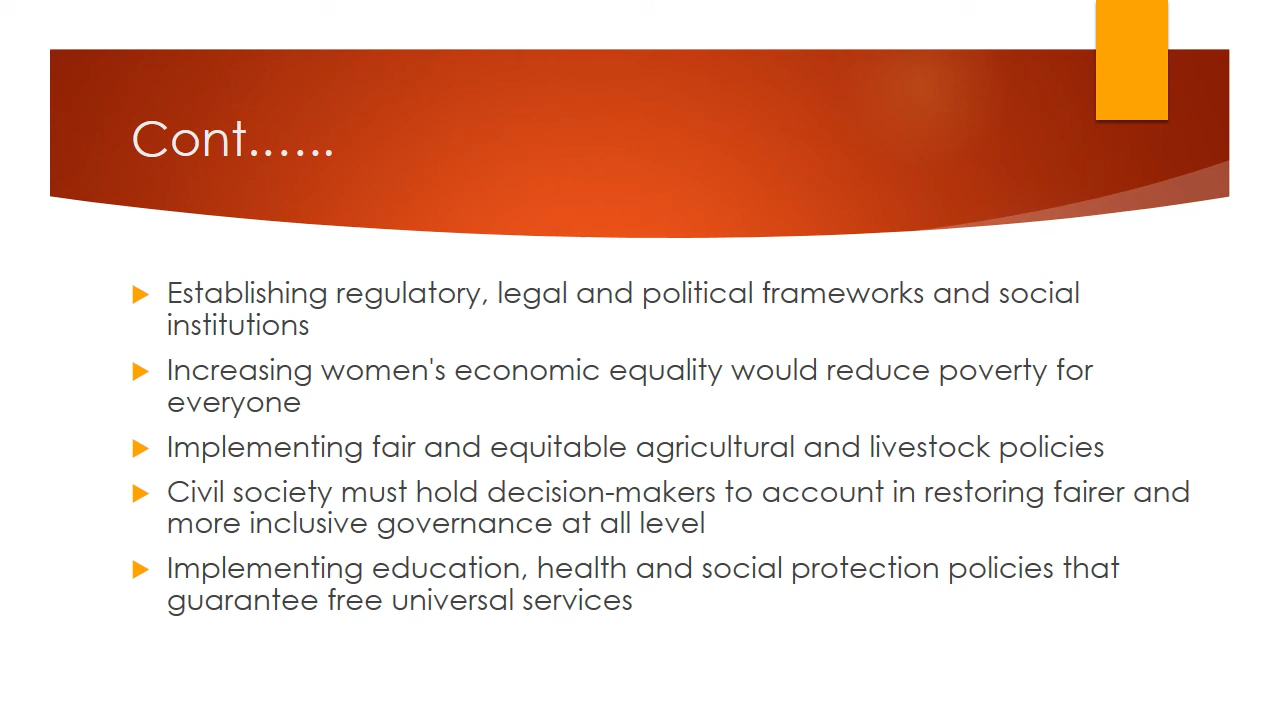 Cont......
Establishing regulatory, legal and political frameworks and social
institutions
Increasing women's economic equality would reduce poverty for
everyone
Implementing fair and equitable agricultural and livestock policies
Civil society must hold decision-makers to account in restoring fairer and
more inclusive governance at all level
Implementing education, health and social protection policies that
guarantee free universal services